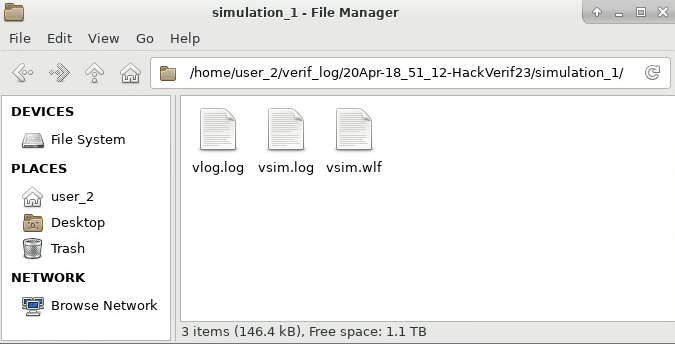 simulation_1 - File Manager
File Edit View Go Help
/home/user_2/verif_log/20Apr-18_51_12-HackVerif23/simulation_1/
DEVICES
File System
PLACES
user_2
Desktop
Trash
NETWORK
Browse Network
vlog.log vsim.log vsim.wlf
3 items (146.4 kB), Free space: 1.1 TB